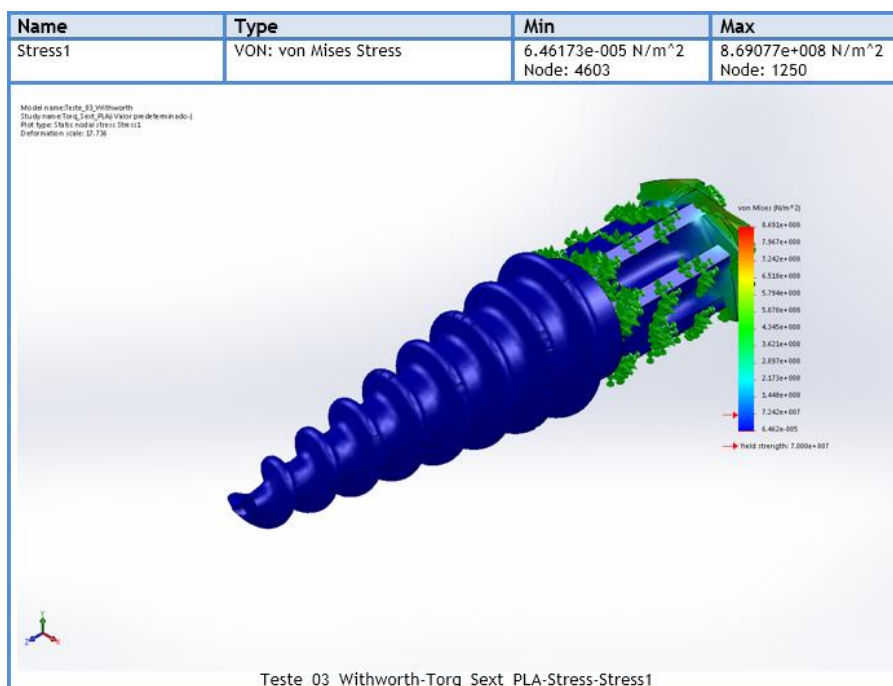 Name Type Min Max
Stress1 VON: von Mises Stress 6.46173e-005 N/m^2 8.69077e+008 N/m^2
Node: 4603 Node: 1250
Model name:Teste_03_Withworth
Study name:Torq_Sext_PLA(-Valor predeterminado-)
Plot type: Static nodal stress Stress1
Deformation scale: 17.736
von Mises (N/m^2)
8.691e+008
7.967e+008
7.242e+008
6.518e+008
5.794e+008
5.070e+008
4.345e+008
3.621e+008
2.897e+008
2.173e+008
1.448e+008
7.242e+007
6.462e-005
Yield strength: 7.000e+007
Y
Z
X
Teste_03_Withworth-Torq_Sext_PLA-Stress-Stress1